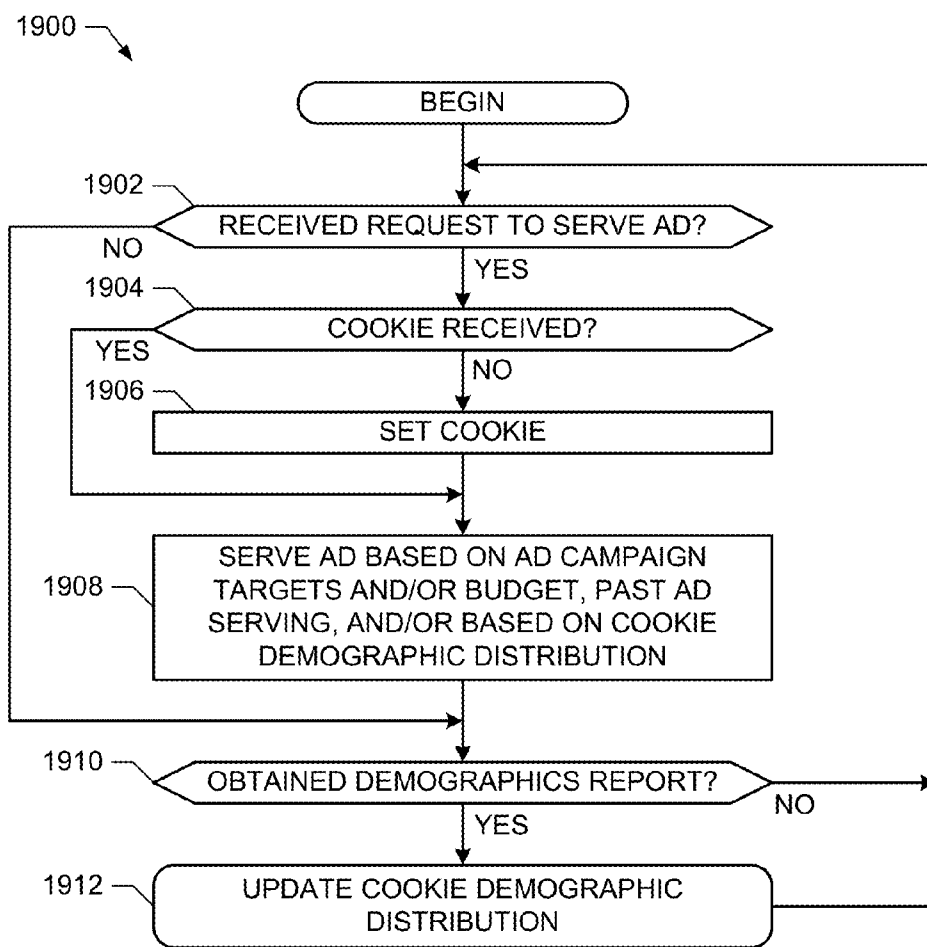 1900
BEGIN
1902
RECEIVED REQUEST TO SERVE AD?
NO
YES
1904
COOKIE RECEIVED?
YES
NO
1906
SET COOKIE
1908
SERVE AD BASED ON AD CAMPAIGN
TARGETS AND/OR BUDGET, PAST AD
SERVING, AND/OR BASED ON COOKIE
DEMOGRAPHIC DISTRIBUTION
1910
OBTAINED DEMOGRAPHICS REPORT?
NO
YES
1912
UPDATE COOKIE DEMOGRAPHIC
DISTRIBUTION